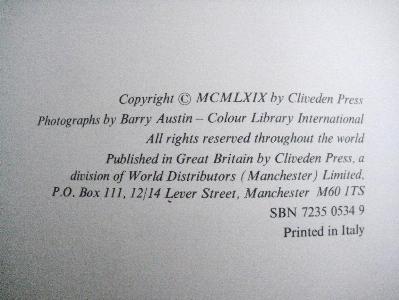 Copyright © MCMLXIX by Cliveden Press
Photographs by Barry Austin – Colour Library International
All rights reserved throughout the world
Published in Great Britain by Cliveden Press, a
division of World Distributors (Manchester) Limited,
P.O. Box 111, 12/14 Lever Street, Manchester M60 1TS
SBN 7235 0534 9
Printed in Italy